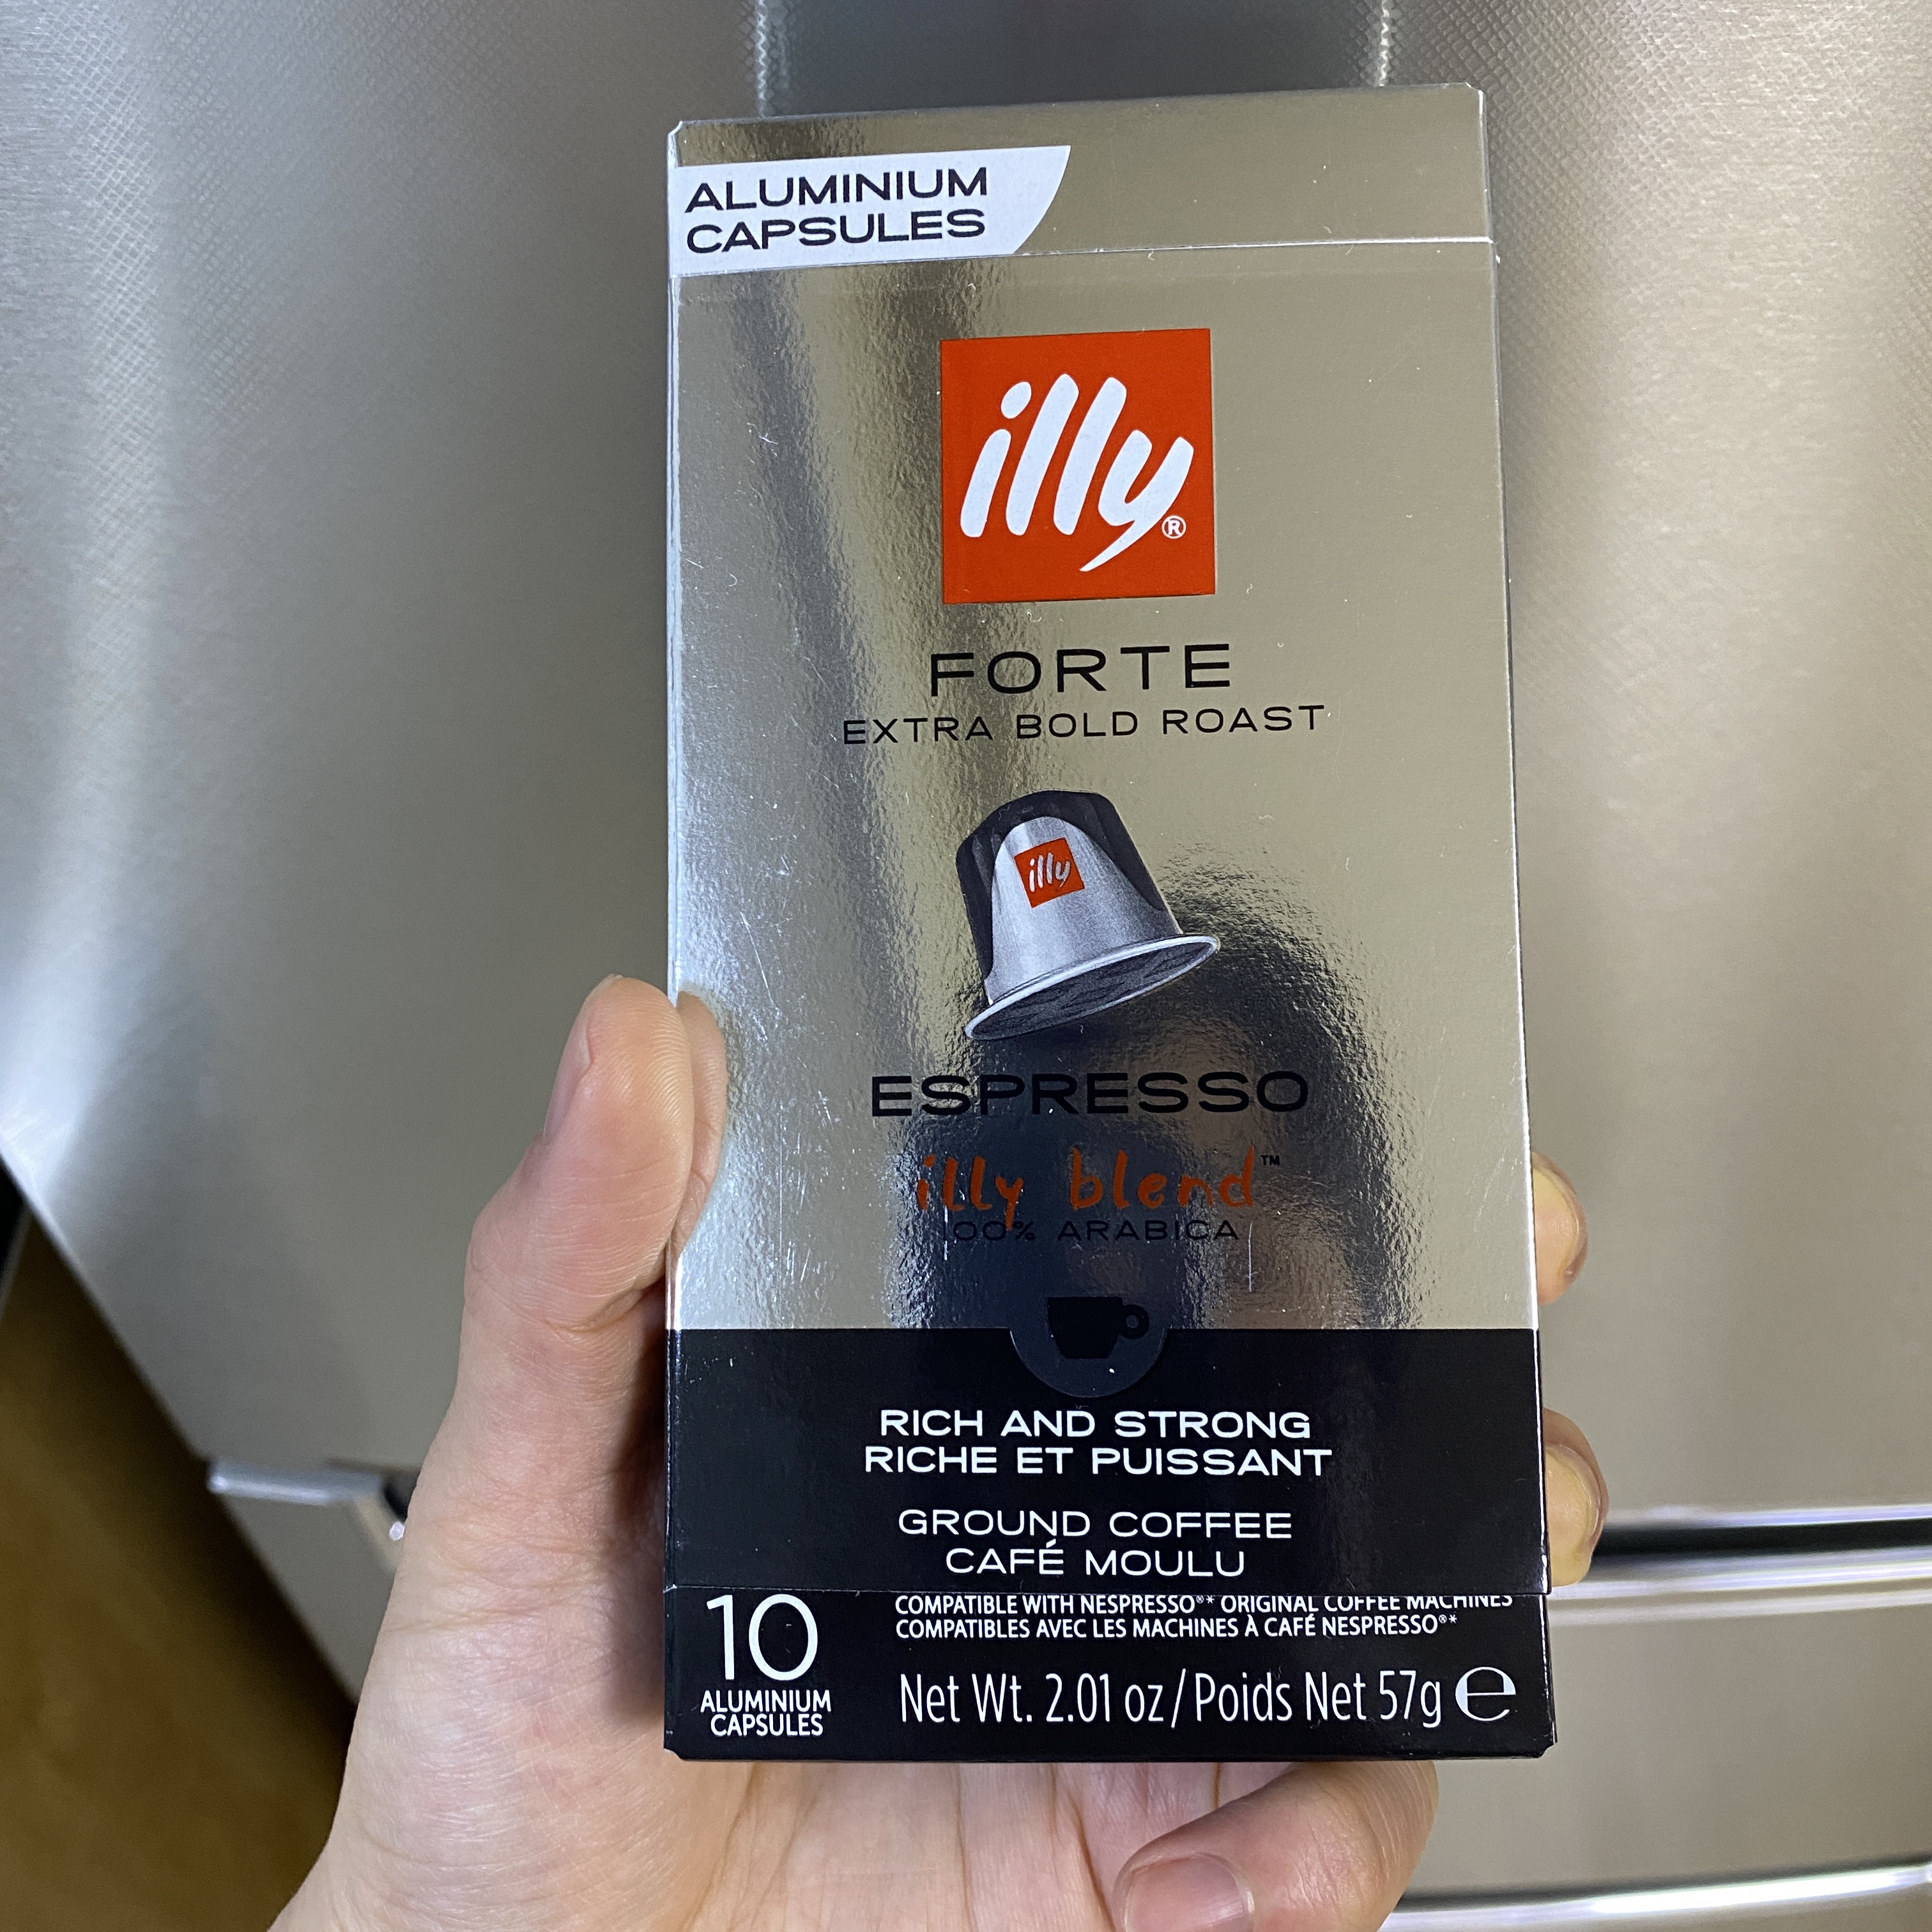 ALUMINIUM
CAPSULES
illy®
FORTE
EXTRA BOLD ROAST
illy
ESPRESSO
illy blend™
100% ARABICA
RICH AND STRONG
RICHE ET PUISSANT
GROUND COFFEE
CAFÉ MOULU
10
ALUMINIUM
CAPSULES
COMPATIBLE WITH NESPRESSO®* ORIGINAL COFFEE MACHINES
COMPATIBLES AVEC LES MACHINES À CAFÉ NESPRESSO®*
Net Wt. 2.01 oz/Poids Net 57g ℮